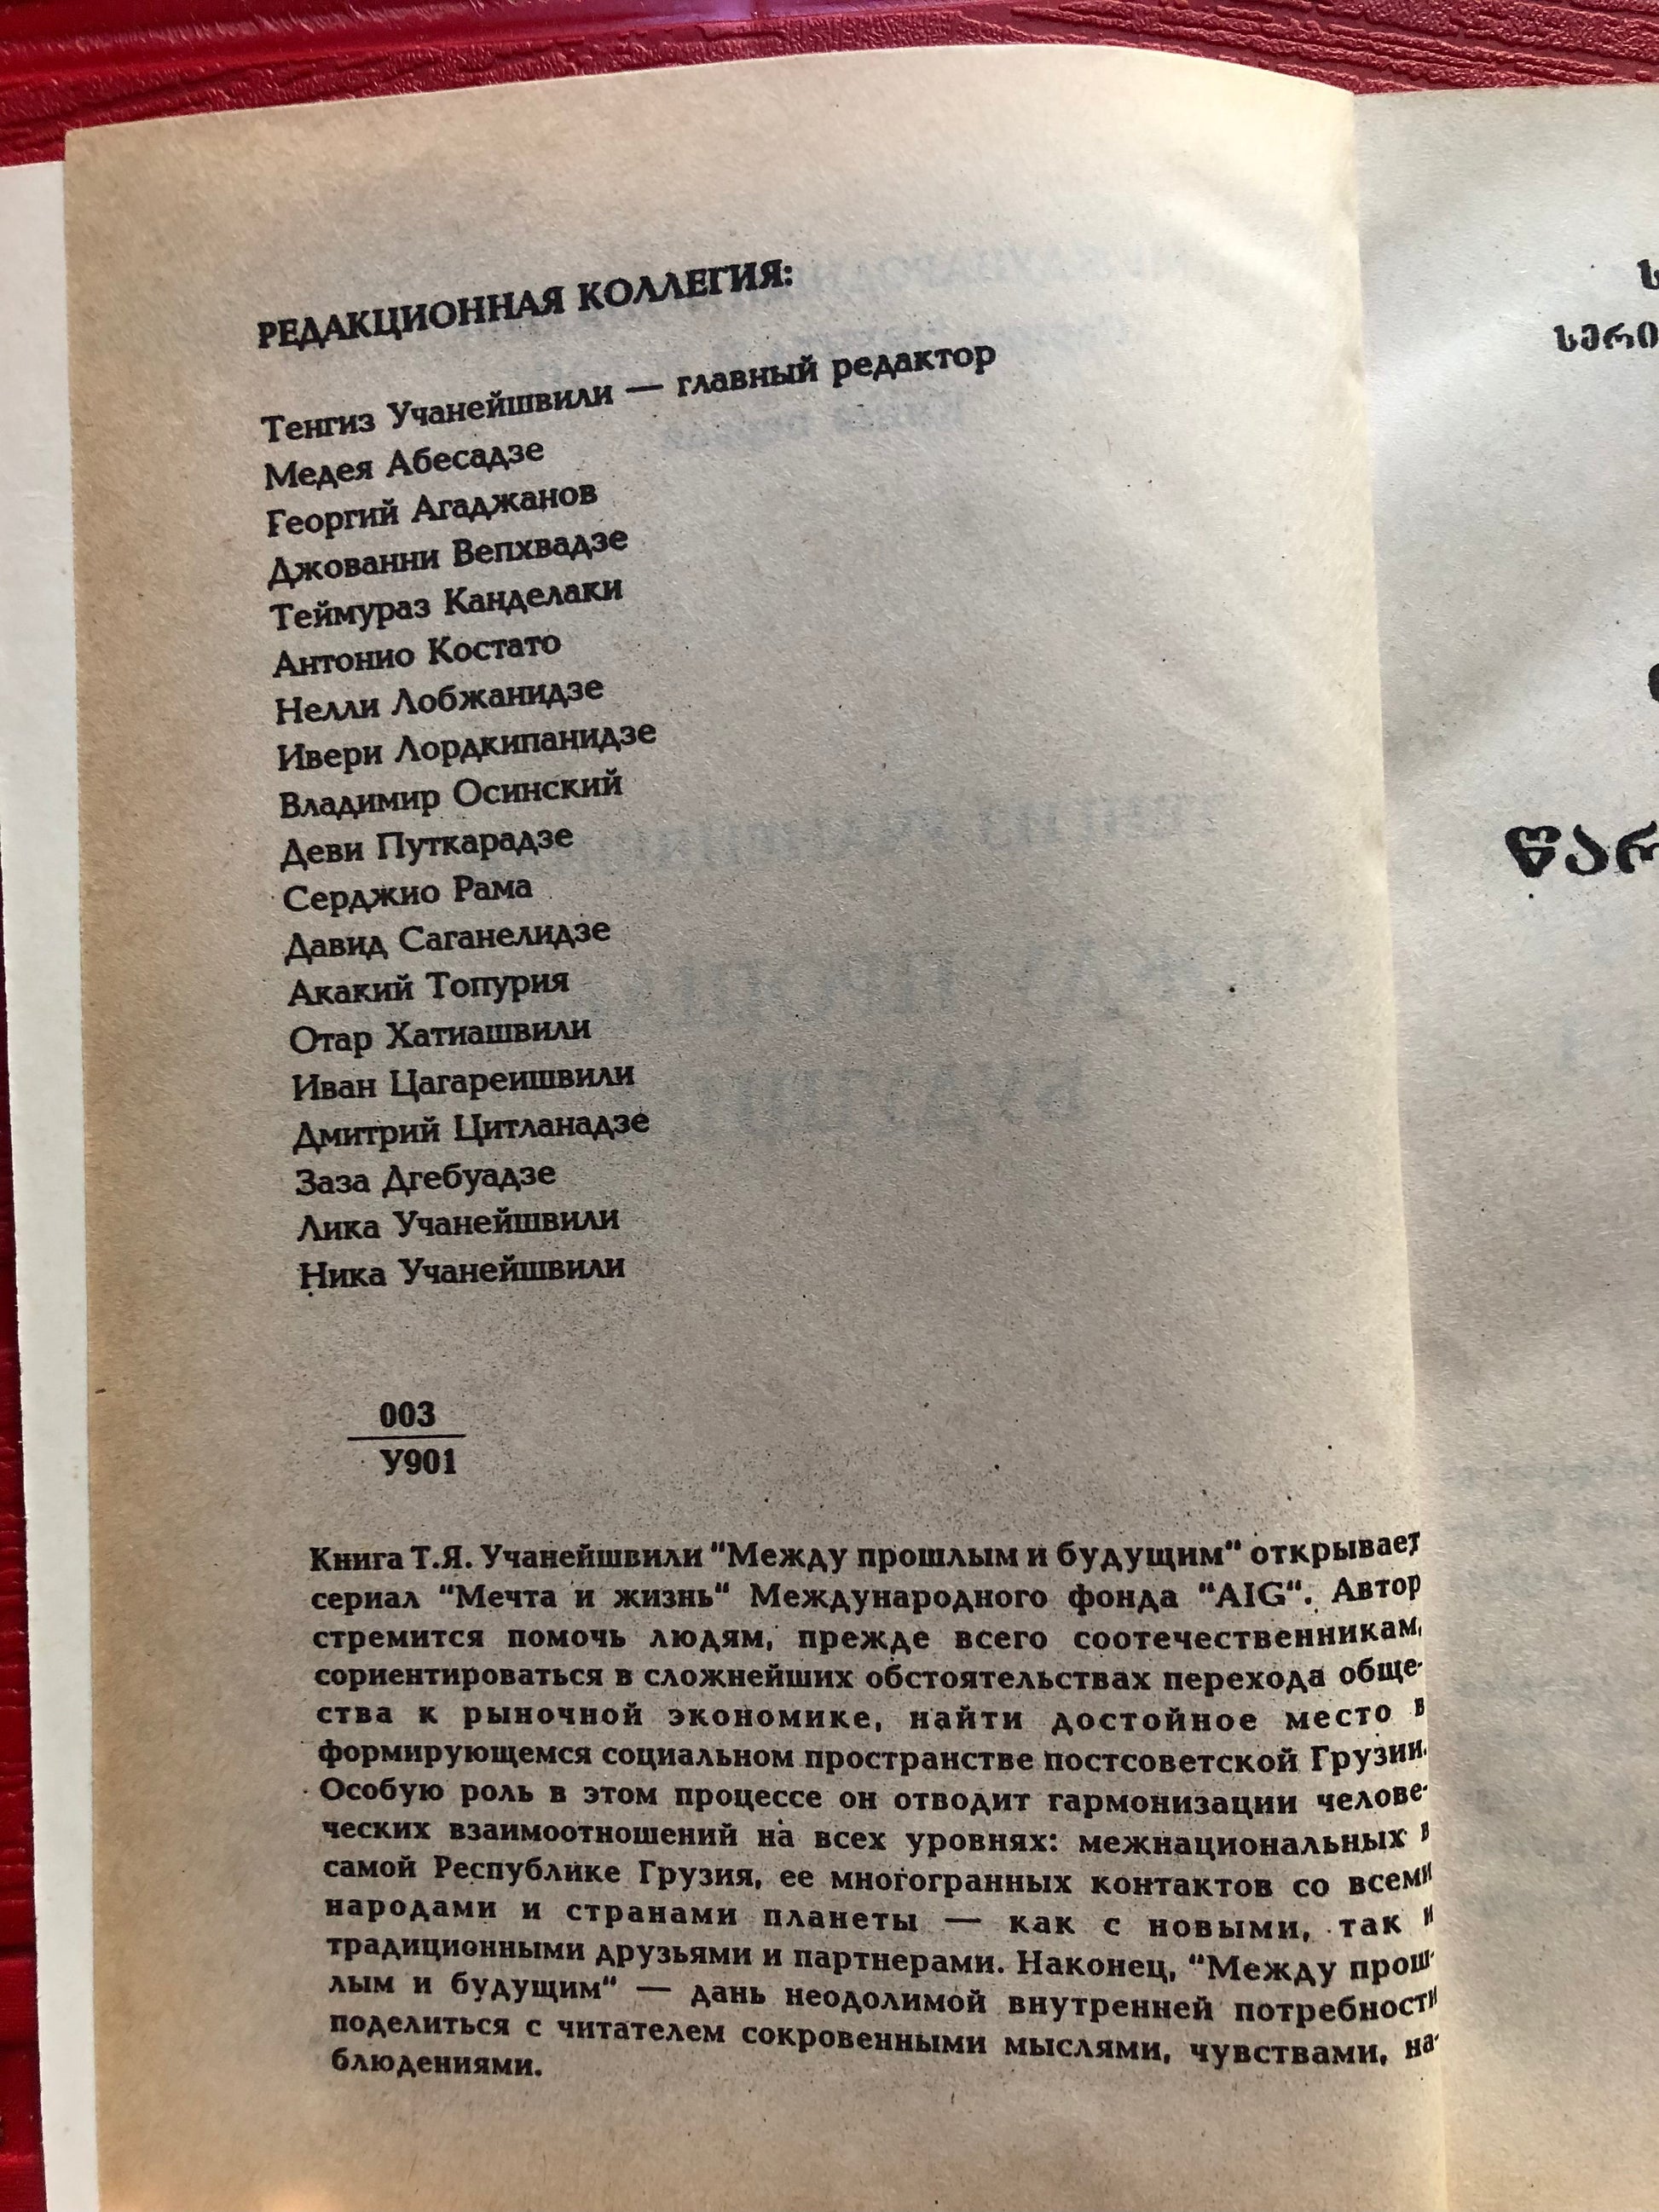 РЕДАКЦИОННАЯ КОЛЛЕГИЯ:
Тенгиз Учанейшвили — главный редактор
Медея Абесадзе
Георгий Агаджанов
Джованни Вепхвадзе
Теймураз Канделаки
Антонио Костато
Нелли Лобжанидзе
Ивери Лордкипанидзе
Владимир Осинский
Деви Путкарадзе
Серджио Рама
Давид Саганелидзе
Акакий Топурия
Отар Хатиашвили
Иван Цагареишвили
Дмитрий Цитланадзе
Заза Дгебуадзе
Лика Учанейшвили
Ника Учанейшвили
003
У901
Книга Т.Я. Учанейшвили "Между прошлым и будущим" открывает
сериал "Мечта и жизнь" Международного фонда "AIG". Автор
стремится помочь людям, прежде всего соотечественникам,
сориентироваться в сложнейших обстоятельствах перехода обще-
ства к рыночной экономике, найти достойное место в
формирующемся социальном пространстве постсоветской Грузии.
Особую роль в этом процессе он отводит гармонизации челове-
ческих взаимоотношений на всех уровнях: межнациональных в
самой Республике Грузия, ее многогранных контактов со всеми
народами и странами планеты — как с новыми, так и
традиционными друзьями и партнерами. Наконец, "Между прош-
лым и будущим" — дань неодолимой внутренней потребности
поделиться с читателем сокровенными мыслями, чувствами, на-
блюдениями.
სერი
წარ